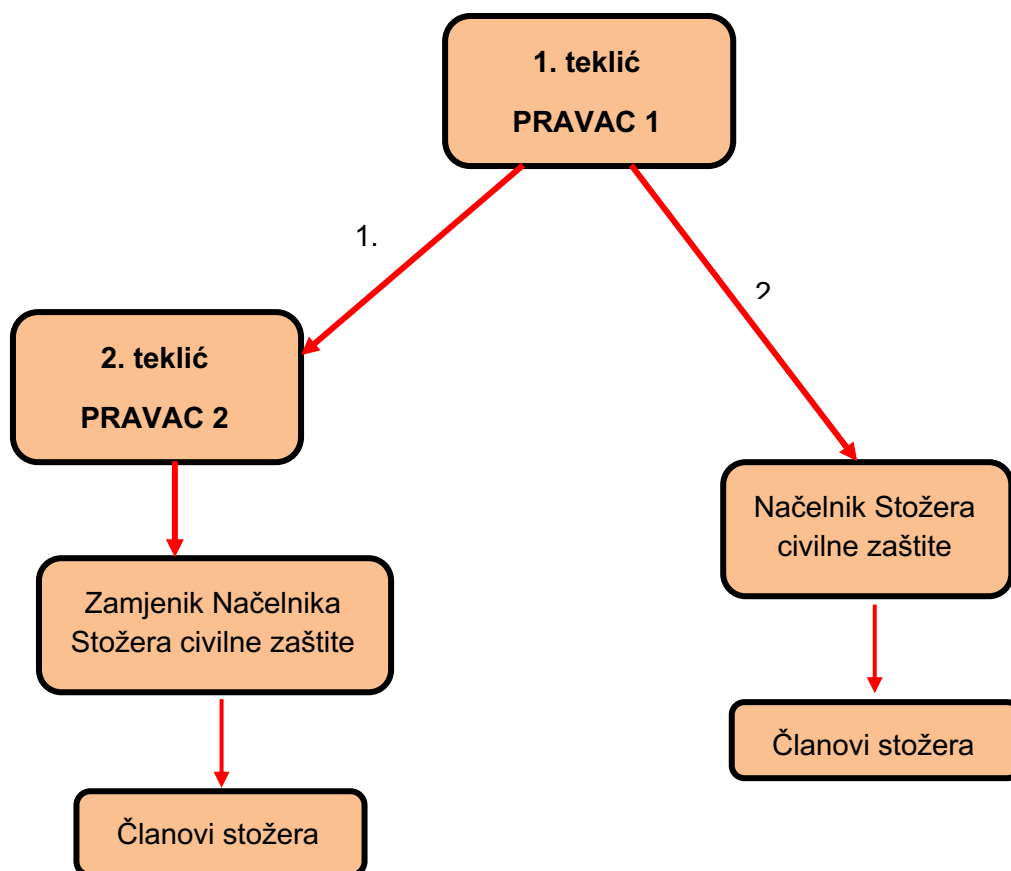 1. teklić
PRAVAC 1
1.
2
2. teklić
PRAVAC 2
Načelnik Stožera
civilne zaštite
Zamjenik Načelnika
Stožera civilne zaštite
Članovi stožera
Članovi stožera